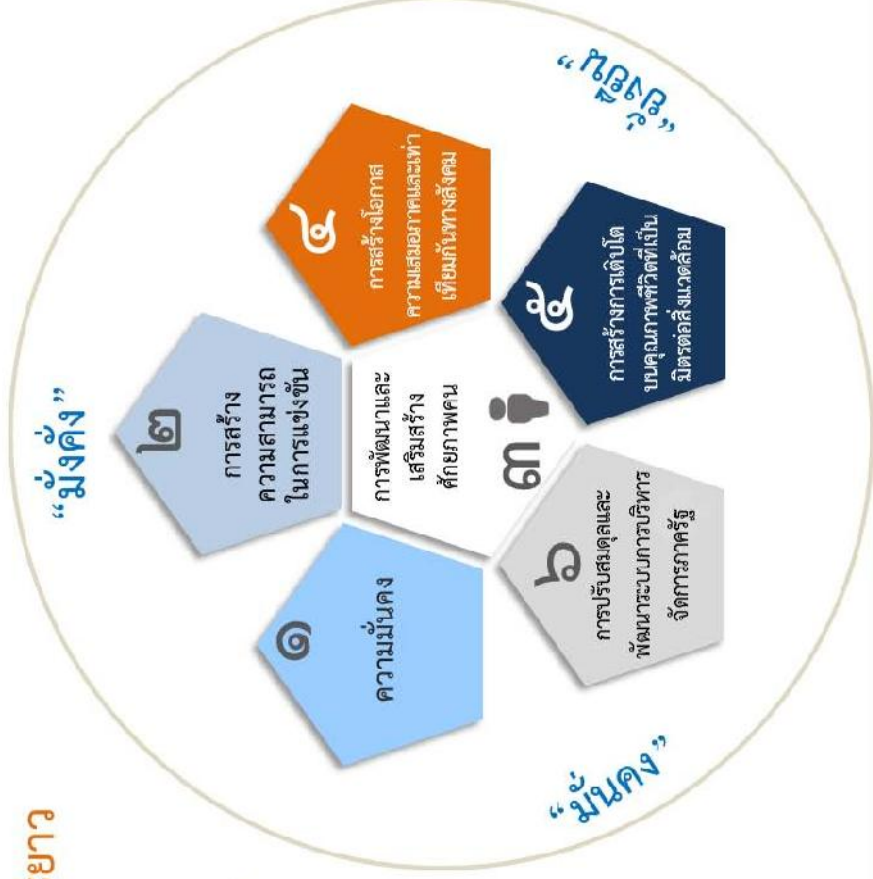 “มั่งคั่ง”
๒
การสร้าง
ความสามารถ
ในการแข่งขัน
๑
ความมั่นคง
การพัฒนาและ
เสริมสร้าง
ศักยภาพคน
๓
๔
การสร้างโอกาส
ความเสมอภาคและเท่า
เทียมกันทางสังคม
๖
การปรับสมดุลและ
พัฒนาระบบการบริหาร
จัดการภาครัฐ
๕
การสร้างการเติบโต
บนคุณภาพชีวิตที่เป็น
มิตรต่อสิ่งแวดล้อม
“มั่นคง”
“ยั่งยืน”
ยาว